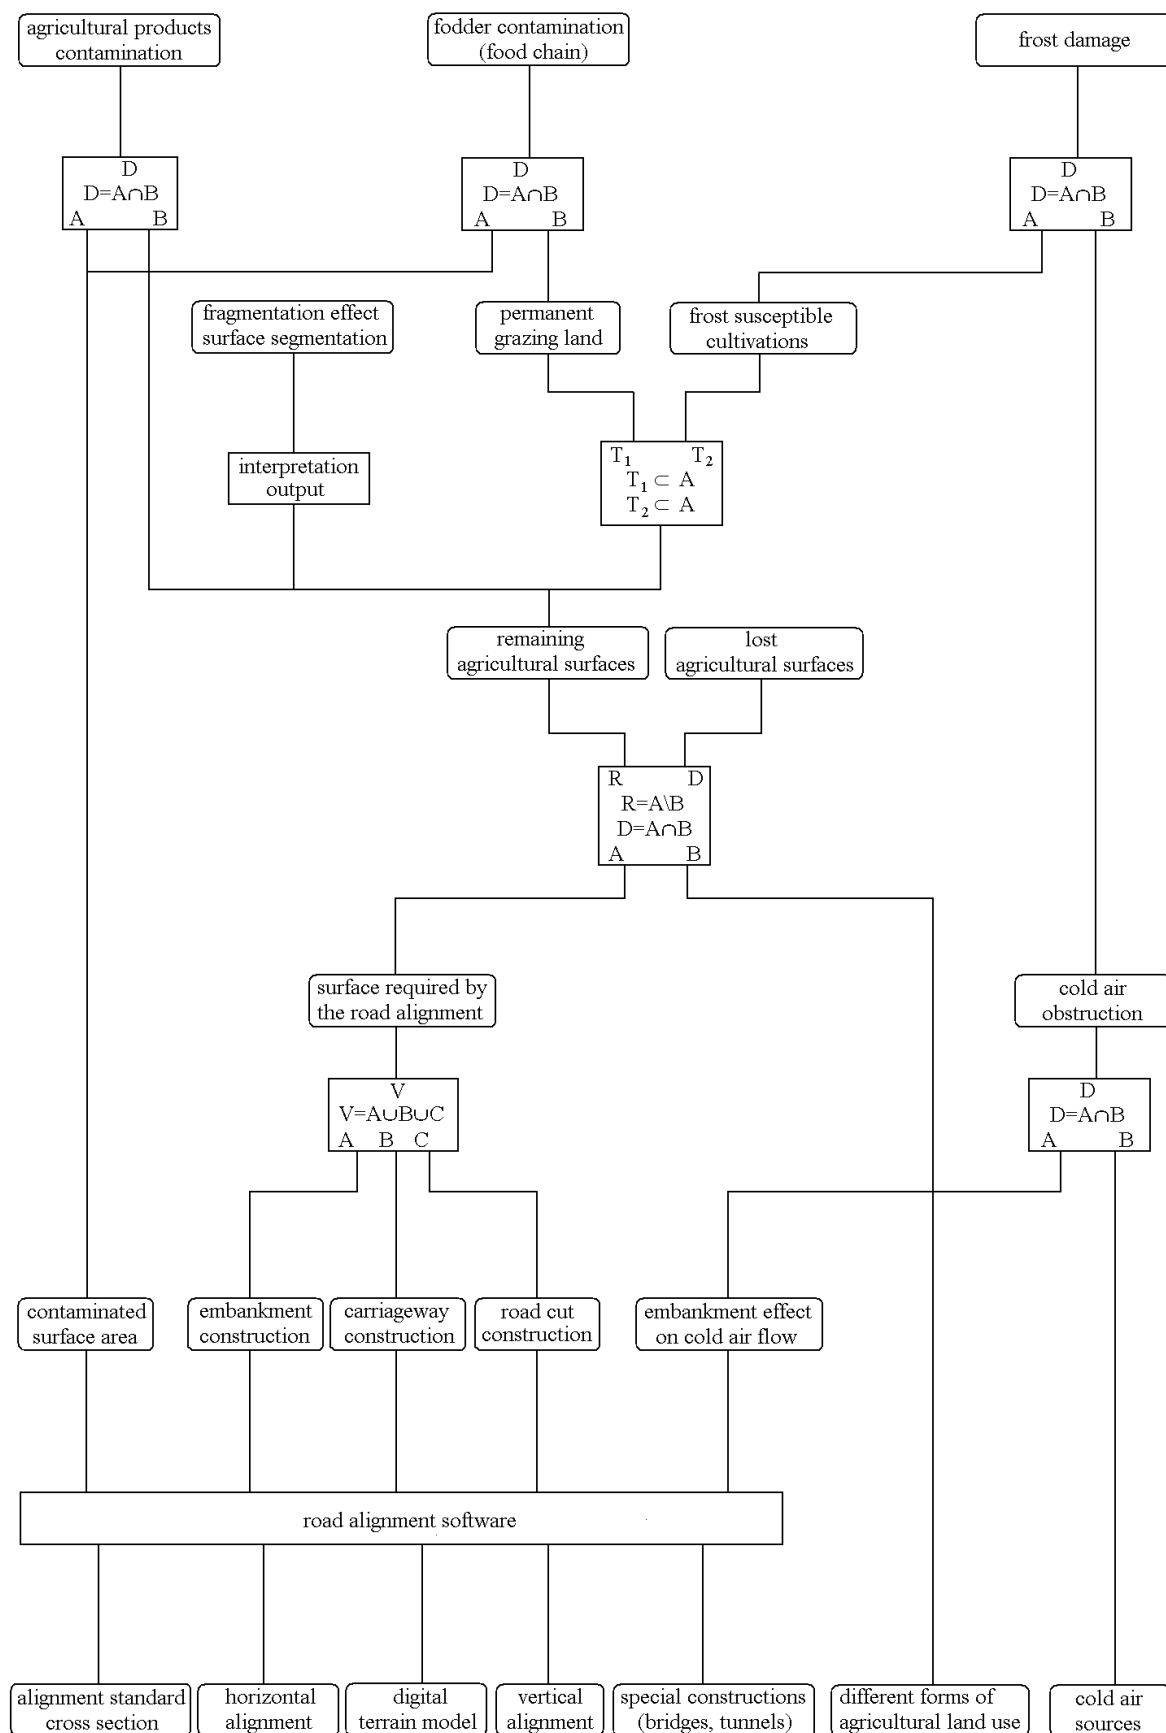 agricultural products
contamination
fodder contamination
(food chain)
frost damage
D
D=A∩B
A B
D
D=A∩B
A B
D
D=A∩B
A B
fragmentation effect
surface segmentation
permanent
grazing land
frost susceptible
cultivations
interpretation
output
T₁ T₂
T₁ ⊂ A
T₂ ⊂ A
remaining
agricultural surfaces
lost
agricultural surfaces
R D
R=A\B
D=A∩B
A B
surface required by
the road alignment
cold air
obstruction
V
V=A∪B∪C
A B C
D
D=A∩B
A B
contaminated
surface area
embankment
construction
carriageway
construction
road cut
construction
embankment effect
on cold air flow
road alignment software
alignment standard
cross section
horizontal
alignment
digital
terrain model
vertical
alignment
special constructions
(bridges, tunnels)
different forms of
agricultural land use
cold air
sources